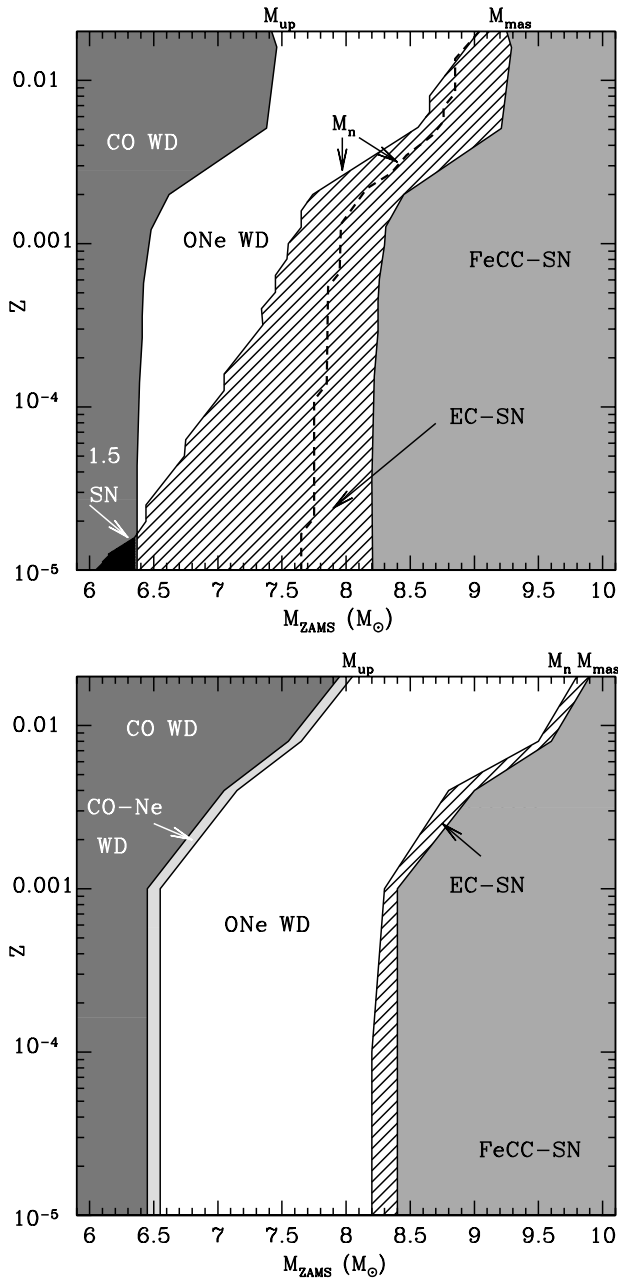 M_up M_mas
0.01
0.001
10^-4
10^-5
Z
CO WD
ONe WD
M_n
FeCC−SN
EC−SN
1.5
SN
6 6.5 7 7.5 8 8.5 9 9.5 10
M_ZAMS (M_⊙)
M_up M_n M_mas
0.01
0.001
10^-4
10^-5
Z
CO WD
CO−Ne
WD
ONe WD
EC−SN
FeCC−SN
6 6.5 7 7.5 8 8.5 9 9.5 10
M_ZAMS (M_⊙)